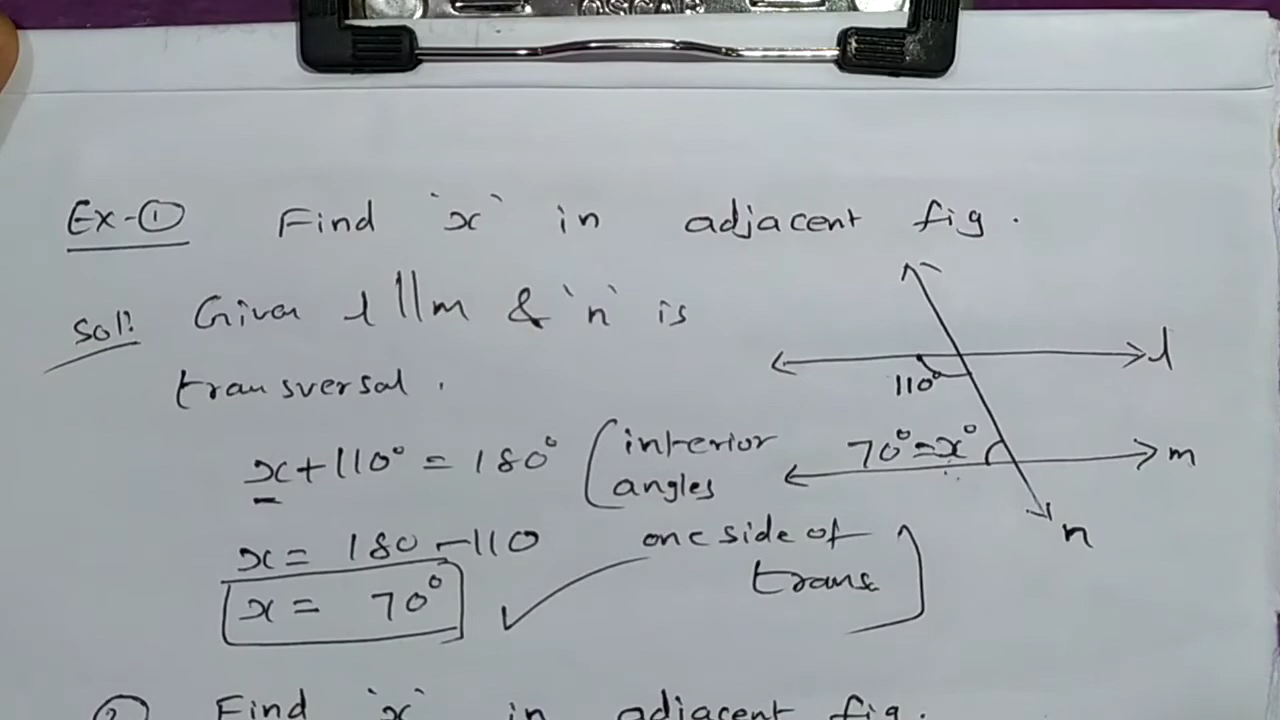 OSCAR
Ex-① Find 'x' in adjacent fig.
Sol: Given l || m & 'n' is
transversal.
x + 110° = 180° (interior
angles
one side of
trans)
x = 180 - 110
x = 70°
l
110°
70° = x°
m
n
② Find 'x' in adjacent fig.